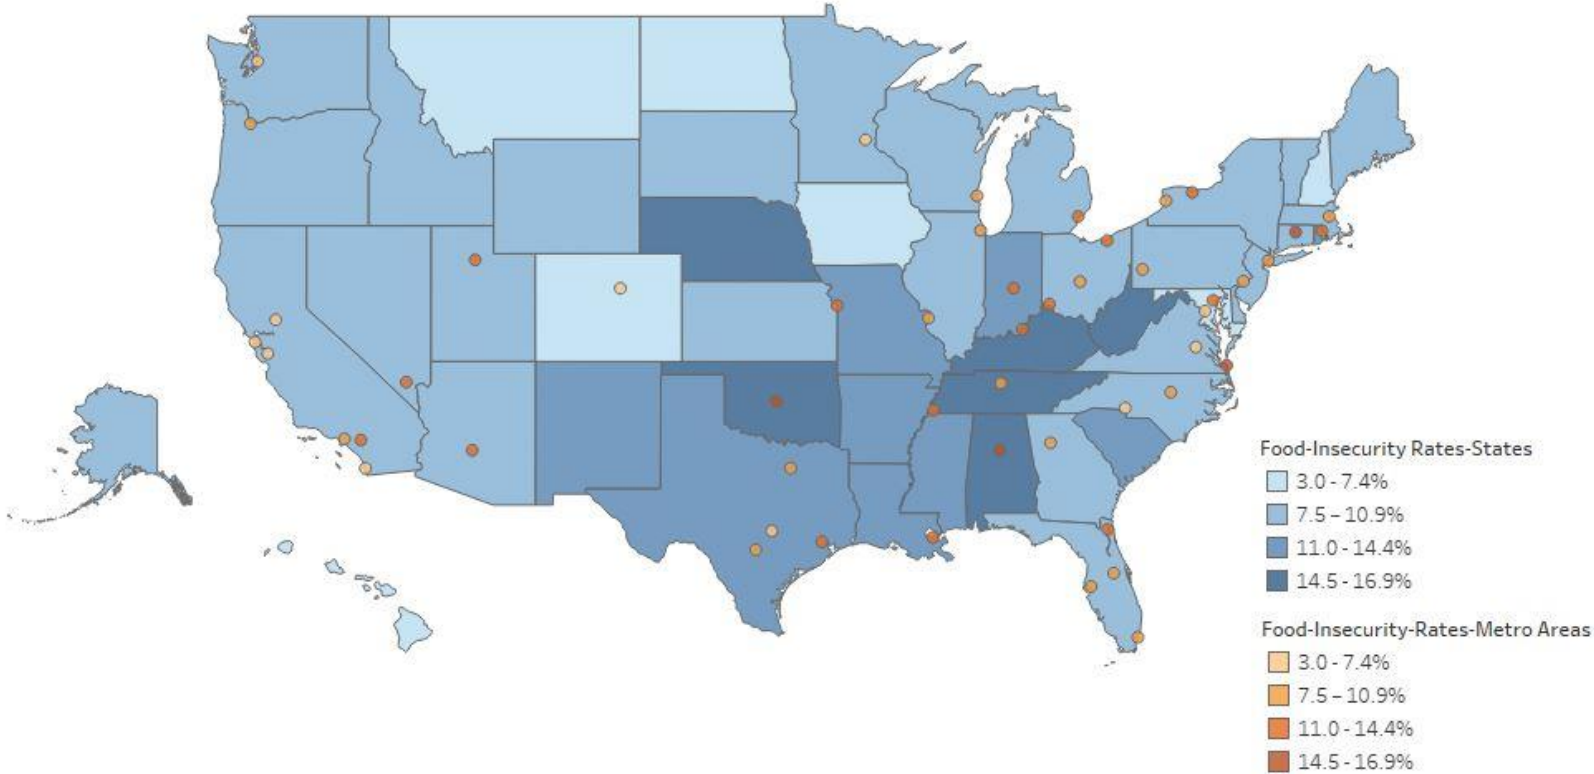 Food-Insecurity Rates-States
3.0 - 7.4%
7.5 – 10.9%
11.0 - 14.4%
14.5 - 16.9%
Food-Insecurity-Rates-Metro Areas
3.0 - 7.4%
7.5 – 10.9%
11.0 - 14.4%
14.5 - 16.9%